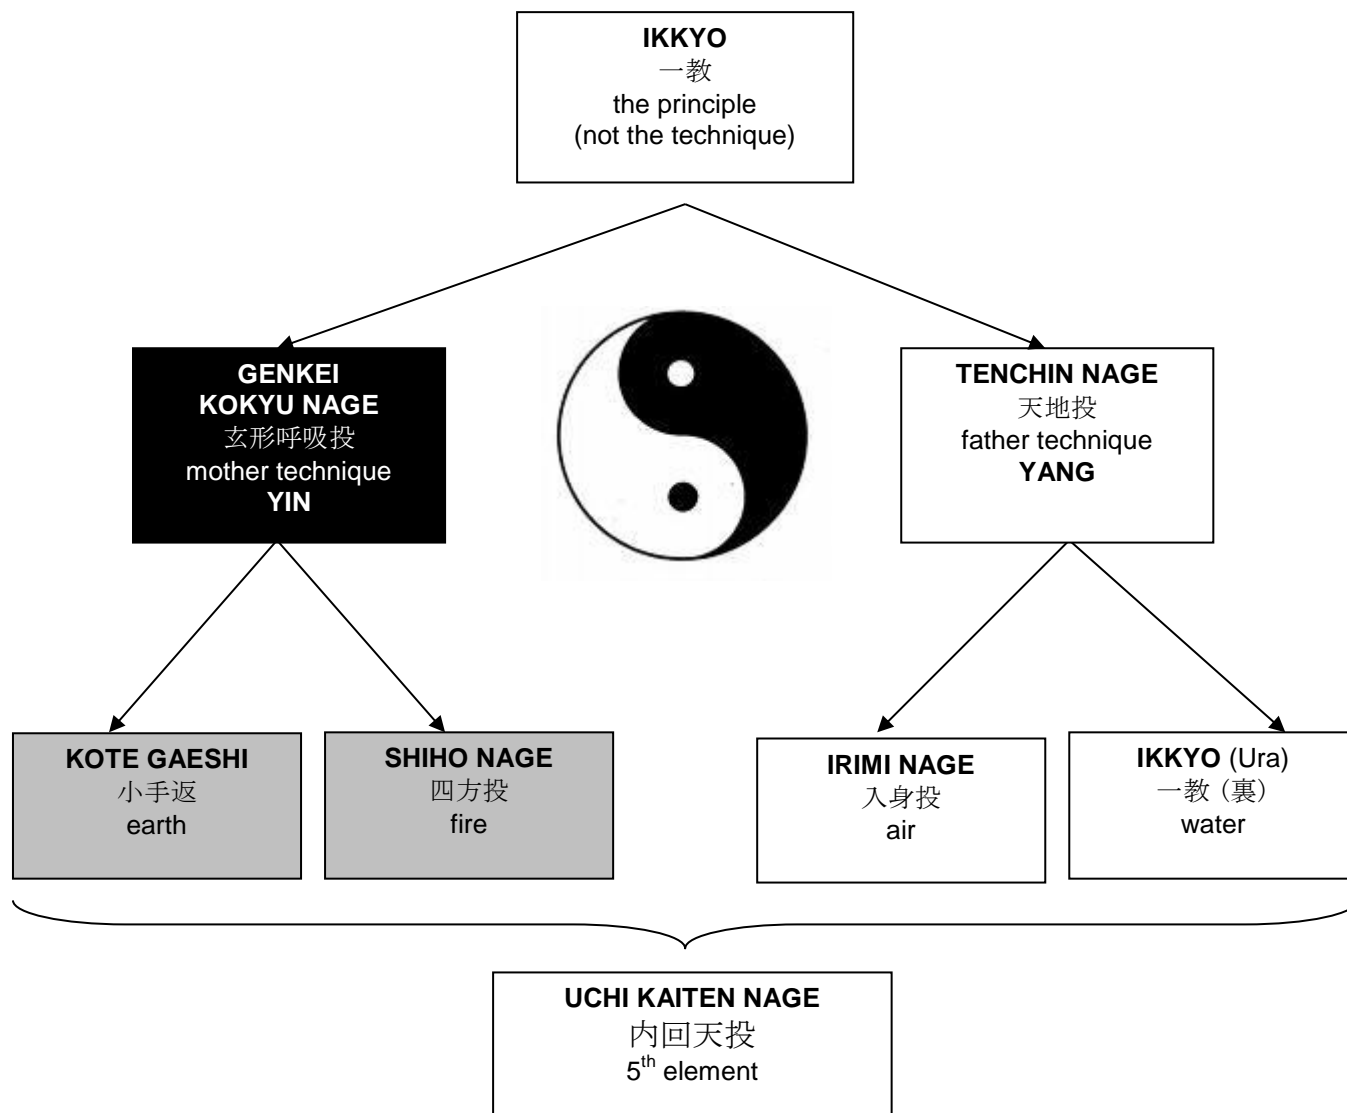 IKKYO
一教
the principle
(not the technique)
GENKEI
KOKYU NAGE
玄形呼吸投
mother technique
YIN
TENCHIN NAGE
天地投
father technique
YANG
KOTE GAESHI
小手返
earth
SHIHO NAGE
四方投
fire
IRIMI NAGE
入身投
air
IKKYO (Ura)
一教（裏）
water
UCHI KAITEN NAGE
内回天投
5th element